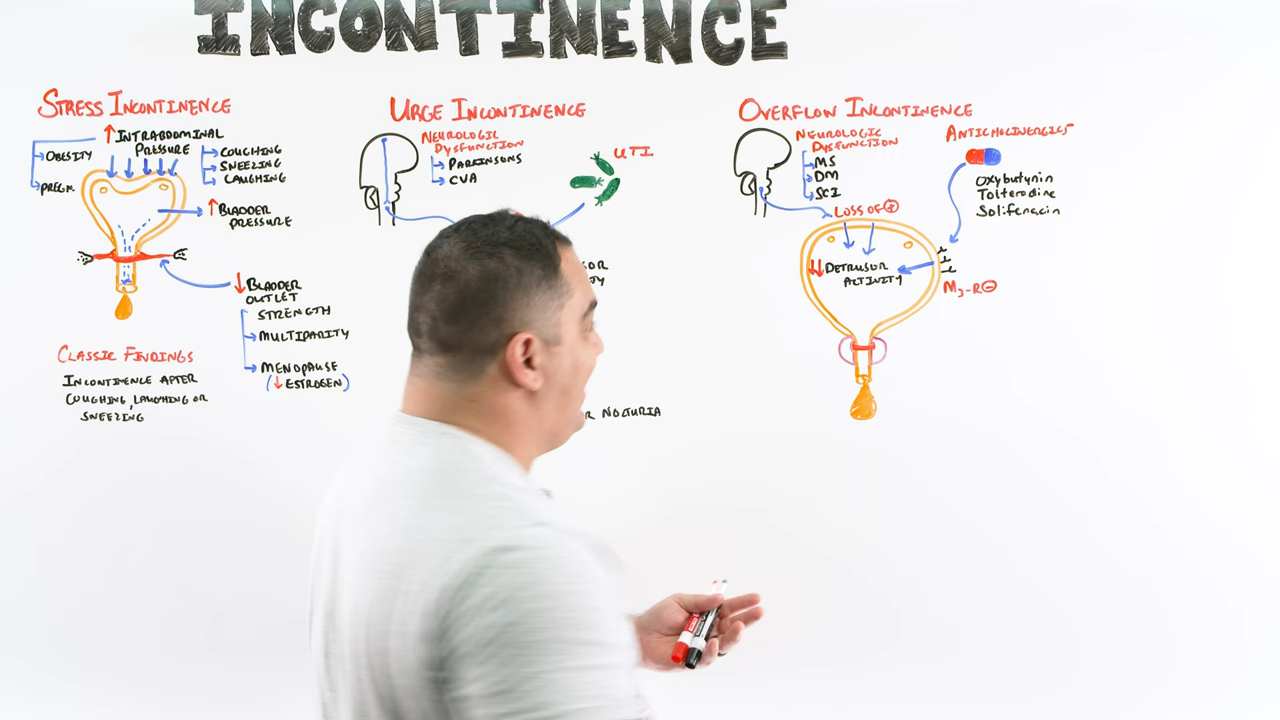 INCONTINENCE
STRESS INCONTINENCE
↑ INTRABDOMINAL
PRESSURE
OBESITY
PREGN
COUGHING
SNEEZING
LAUGHING
↑ BLADDER
PRESSURE
↓ BLADDER
OUTLET
STRENGTH
MULTIPARITY
MENOPAUSE
(↓ ESTROGEN)
CLASSIC FINDINGS
INCONTINENCE AFTER
COUGHING, LAUGHING OR
SNEEZING
URGE INCONTINENCE
NEUROLOGIC
DYSFUNCTION
PARKINSONS
CVA
UTI
NOCTURIA
OVERFLOW INCONTINENCE
NEUROLOGIC
DYSFUNCTION
MS
DM
SCI
LOSS OF ⊕
↓↓ DETRUSOR
ACTIVITY
ANTICHOLINERGICS
Oxybutynin
Tolterodine
Solifenacin
M3-R⊖